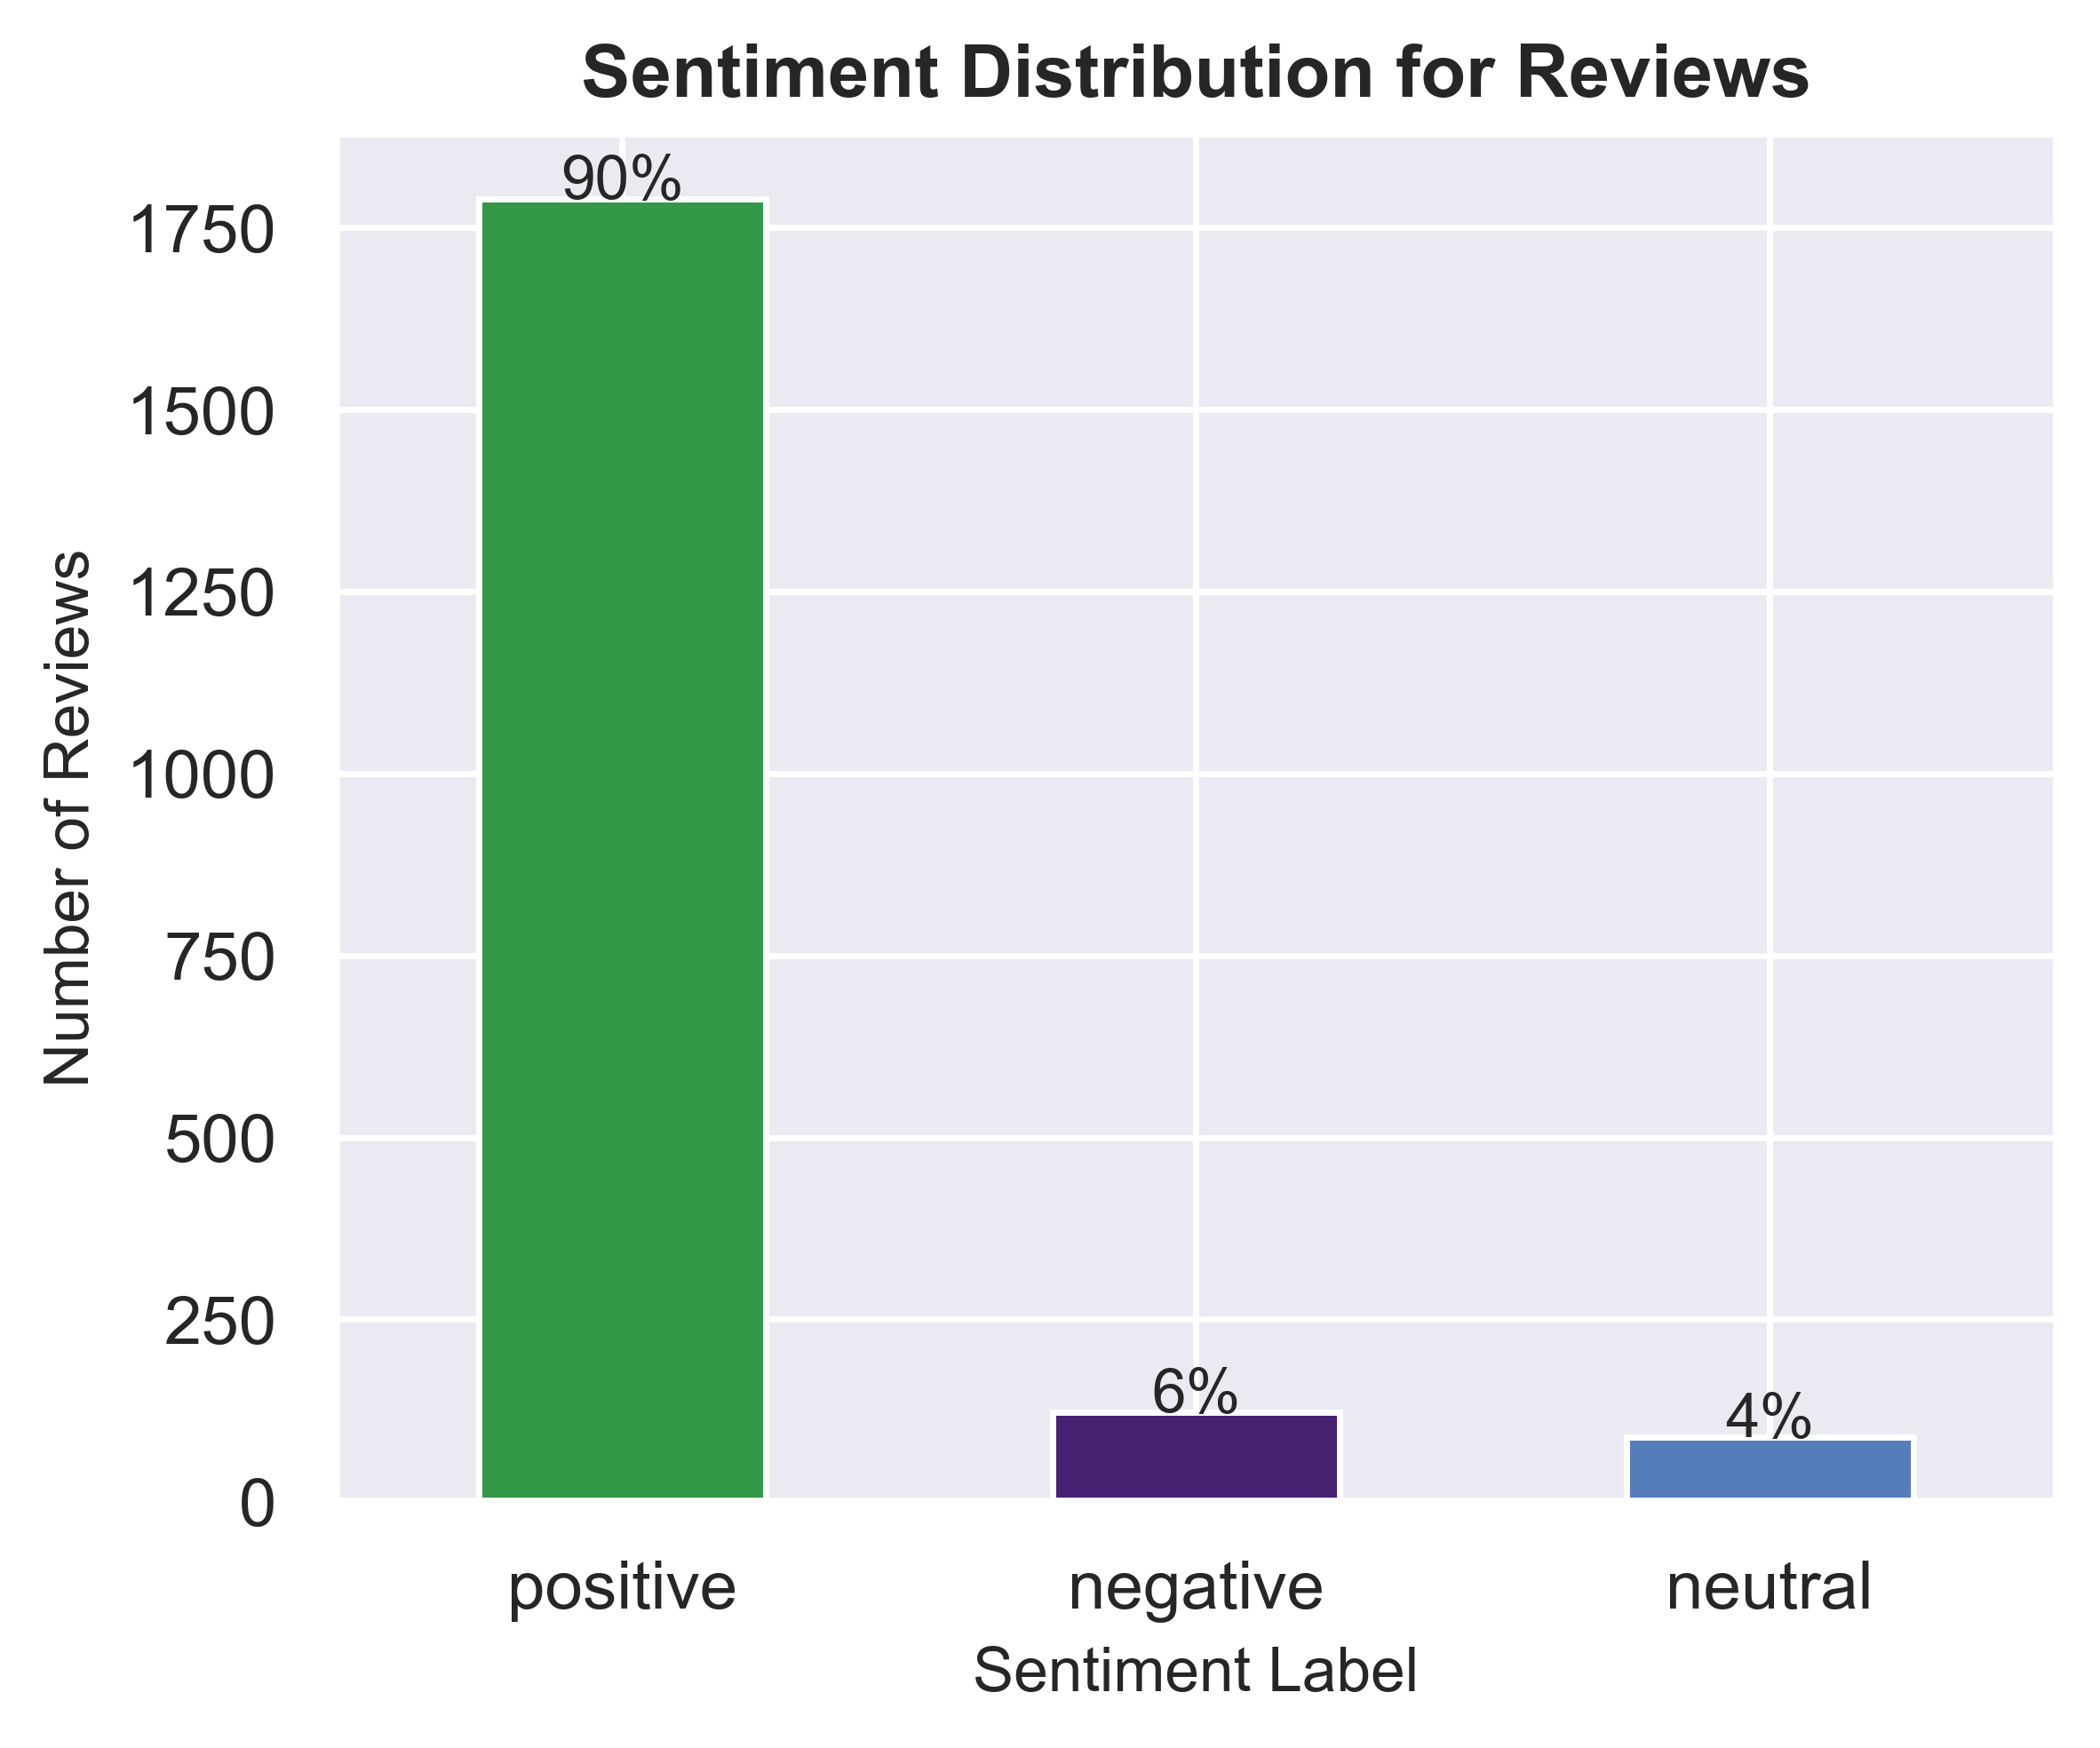 Sentiment Distribution for Reviews
90%
1750
1500
1250
1000
750
500
250
0
Number of Reviews
6%
4%
positive
negative
neutral
Sentiment Label